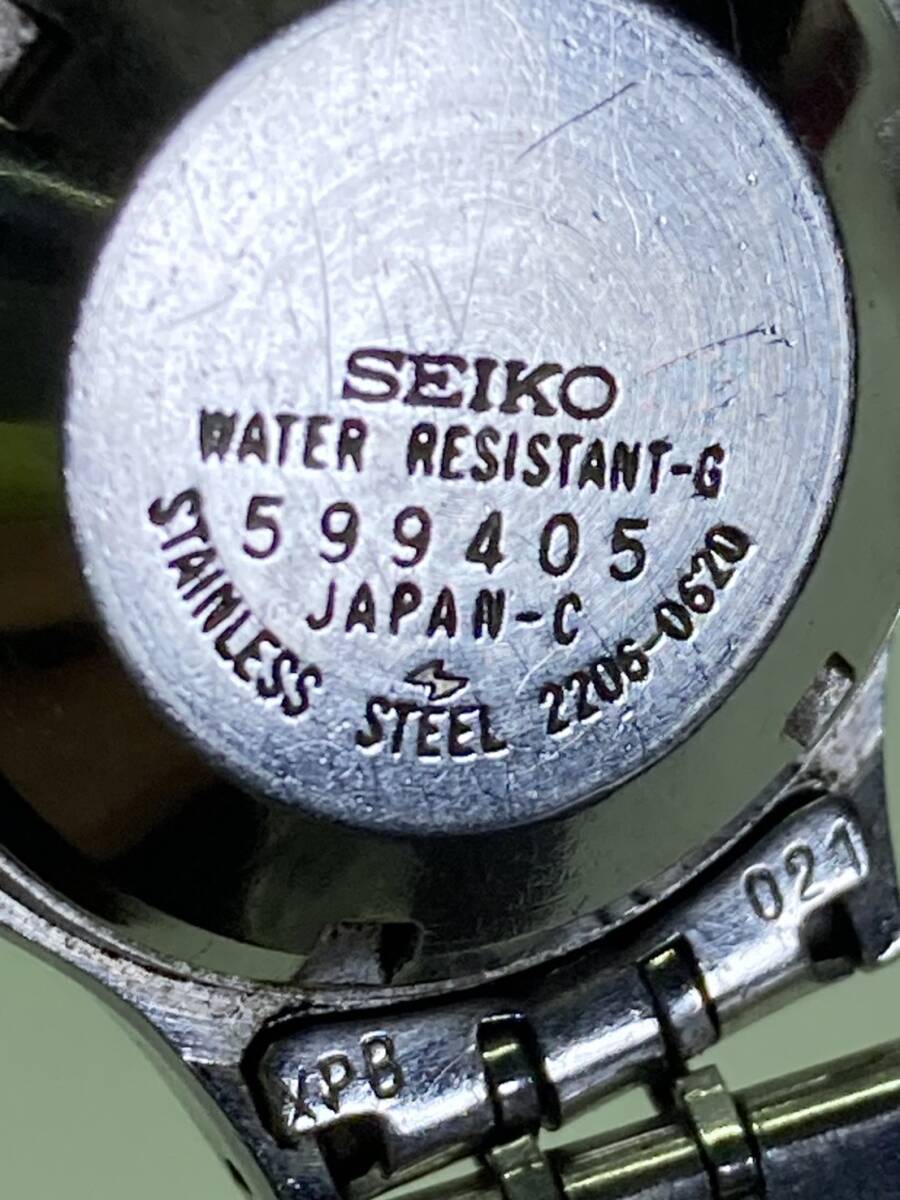 SEIKO
WATER RESISTANT-G
599405
JAPAN-C
STAINLESS STEEL 2206-0620
XPB 021